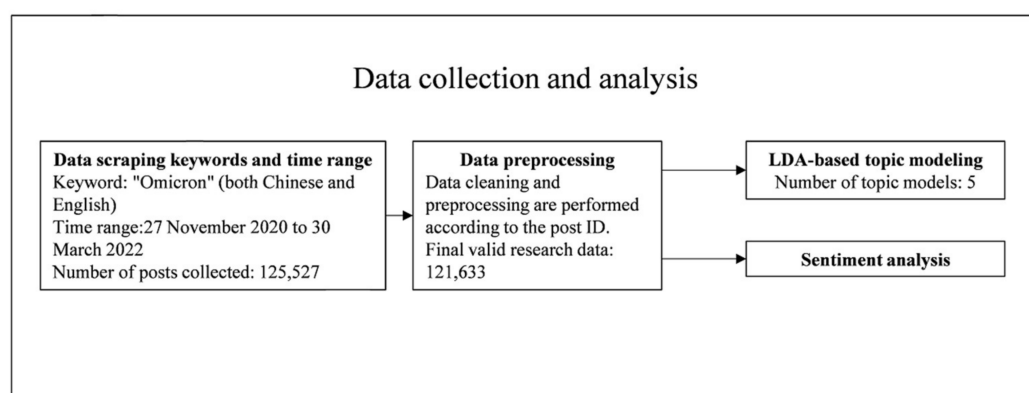 Data collection and analysis
Data scraping keywords and time range
Keyword: "Omicron" (both Chinese and
English)
Time range:27 November 2020 to 30
March 2022
Number of posts collected: 125,527
Data preprocessing
Data cleaning and
preprocessing are performed
according to the post ID.
Final valid research data:
121,633
LDA-based topic modeling
Number of topic models: 5
Sentiment analysis